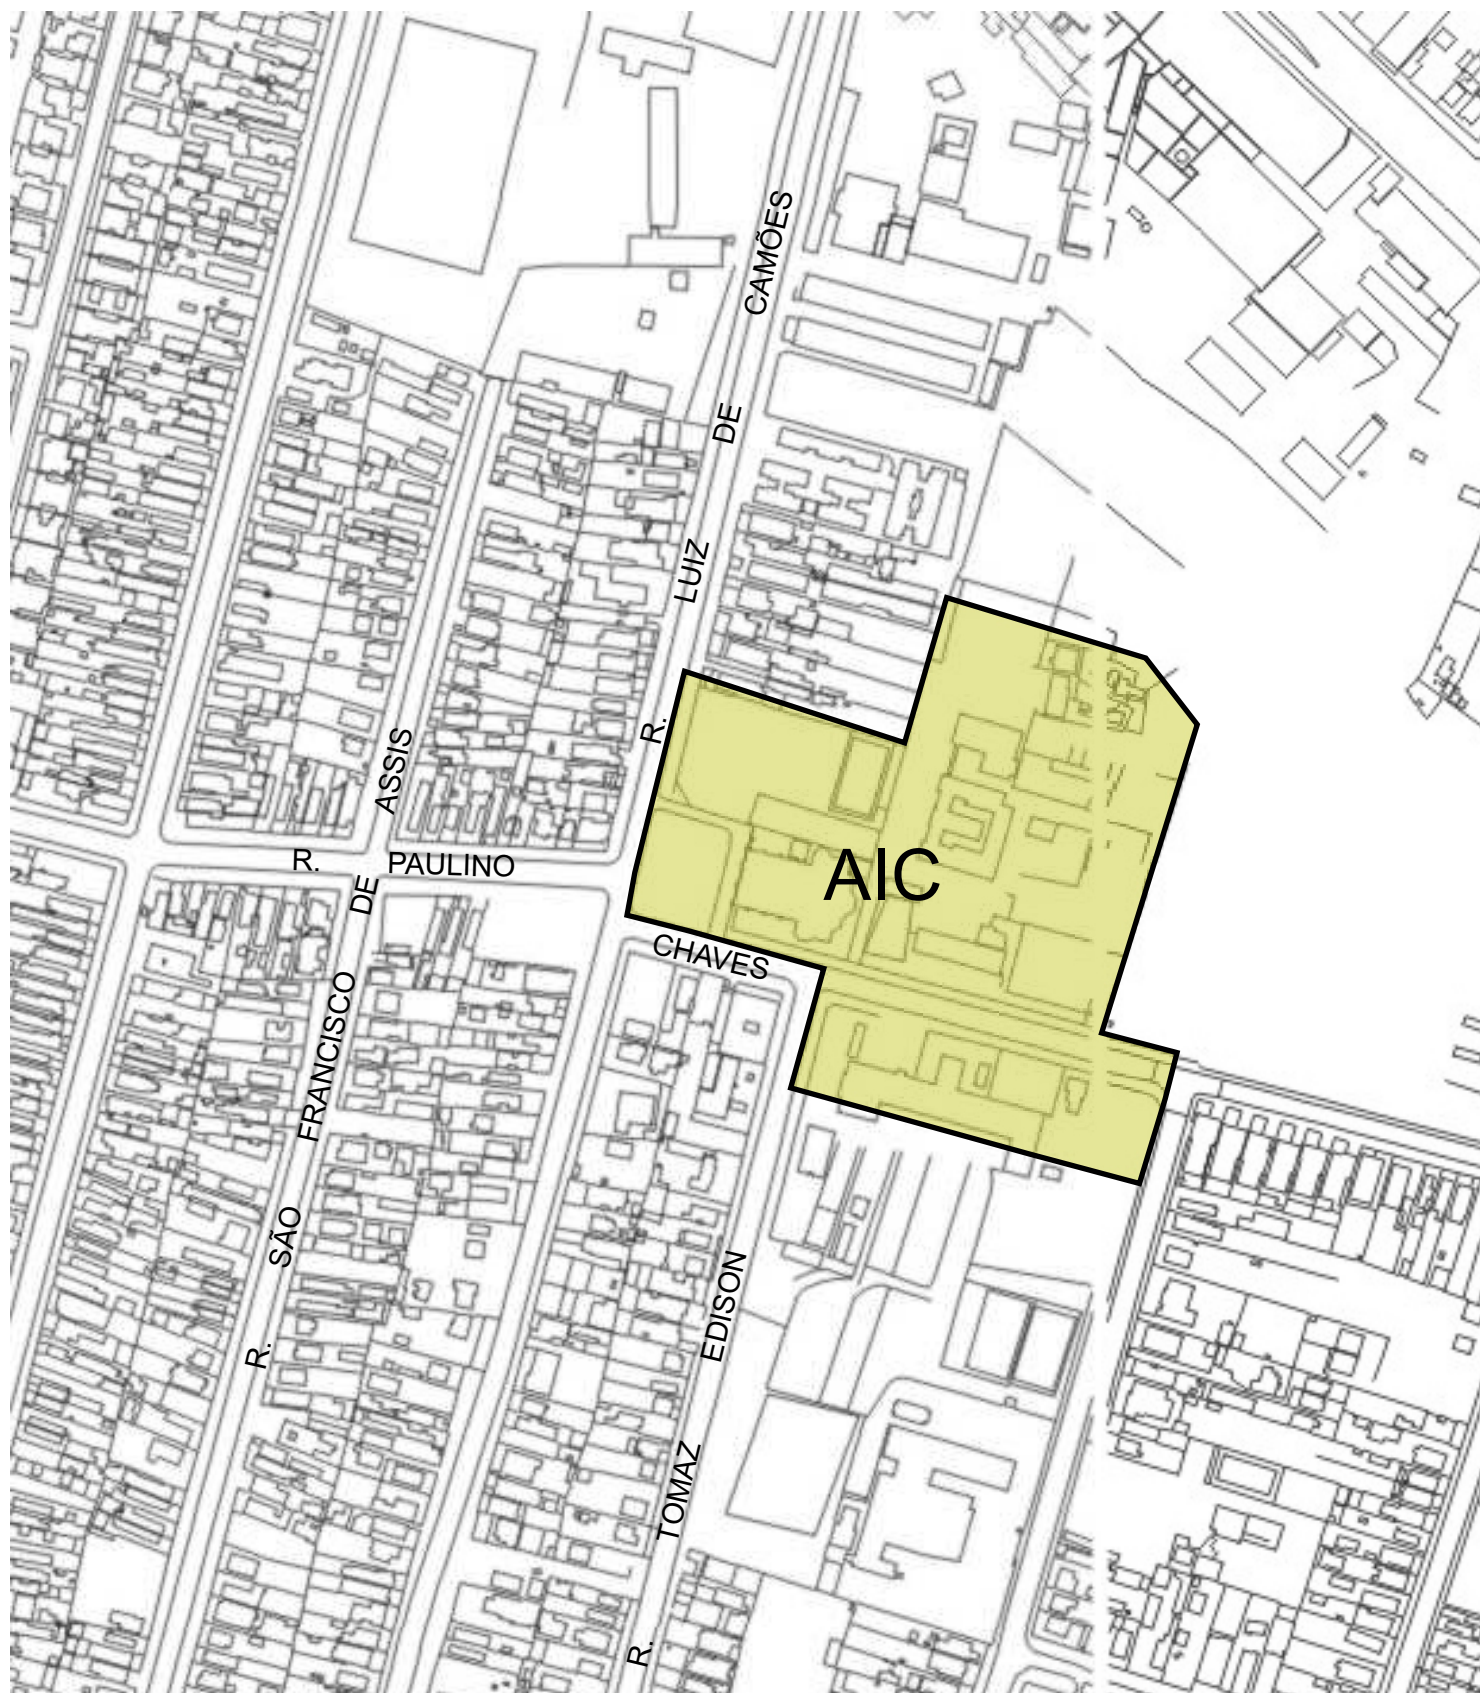 R. LUIZ DE CAMÕES
R. SÃO FRANCISCO DE ASSIS
R. PAULINO CHAVES
AIC
R. TOMAZ EDISON